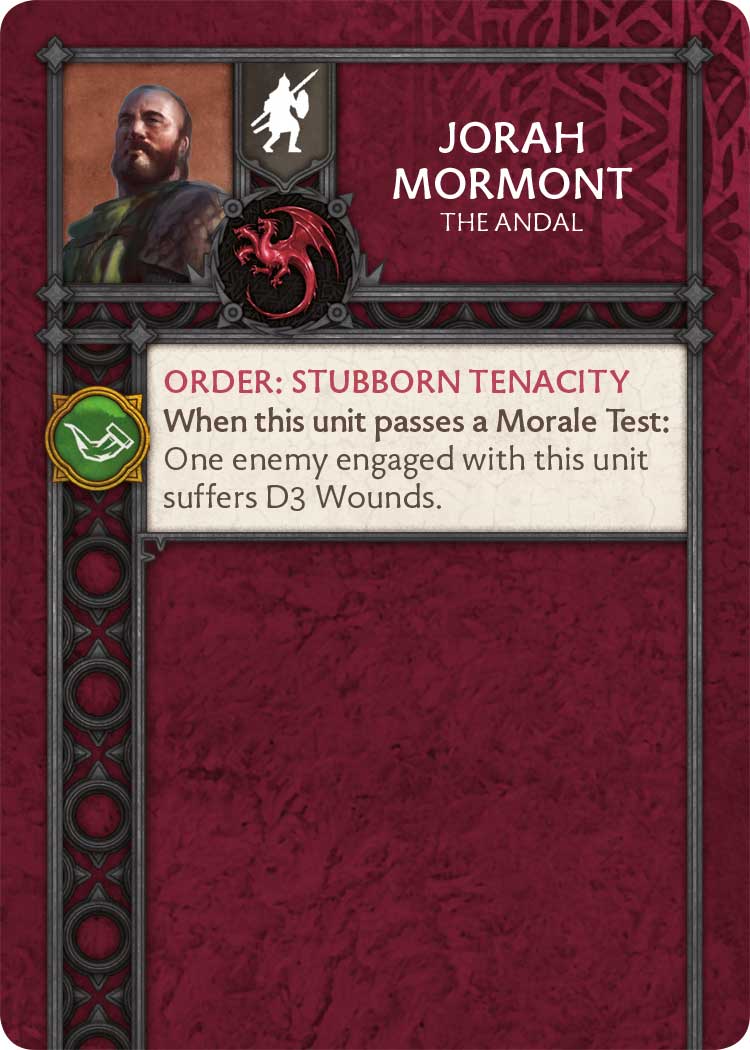 JORAH
MORMONT
THE ANDAL
ORDER: STUBBORN TENACITY
When this unit passes a Morale Test:
One enemy engaged with this unit
suffers D3 Wounds.